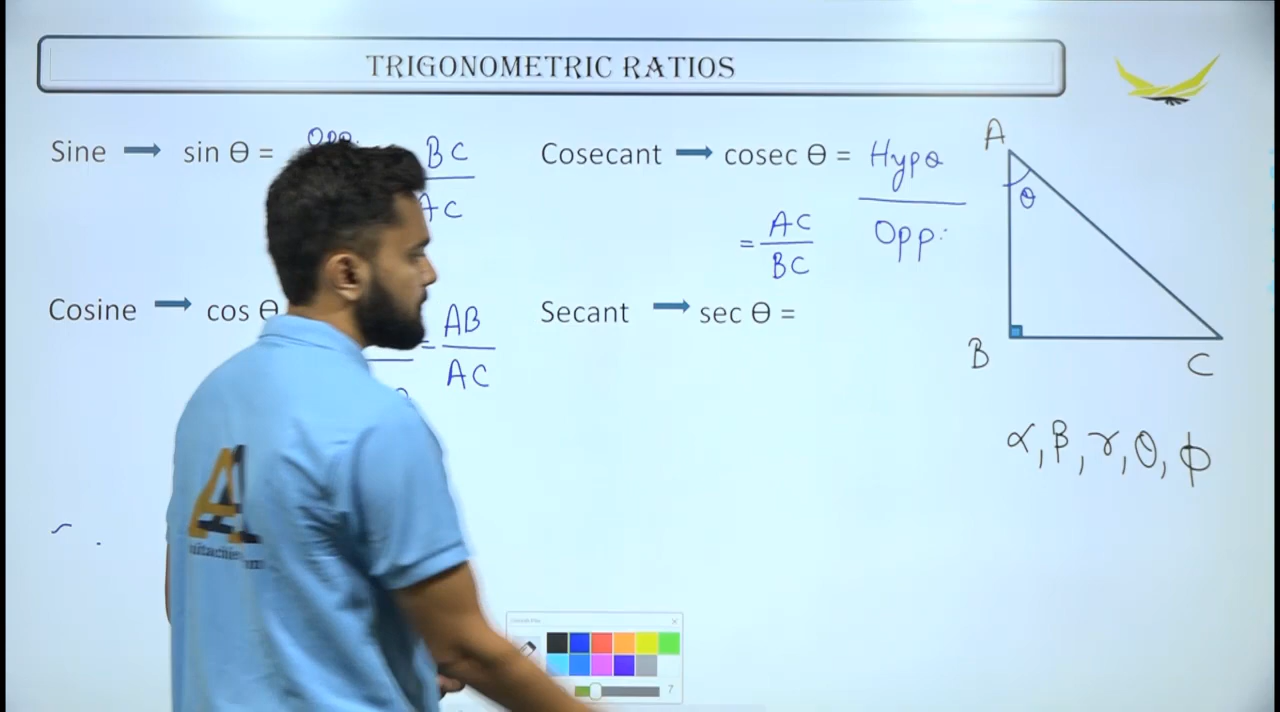 TRIGONOMETRIC RATIOS
Sine → sin Ɵ = Opp. BC
AC
Cosecant → cosec Ɵ = Hypo
Opp.
= AC
BC
Cosine → cos Ɵ = AB
AC
Secant → sec Ɵ =
A
θ
B
C
α, β, γ, θ, ϕ
7